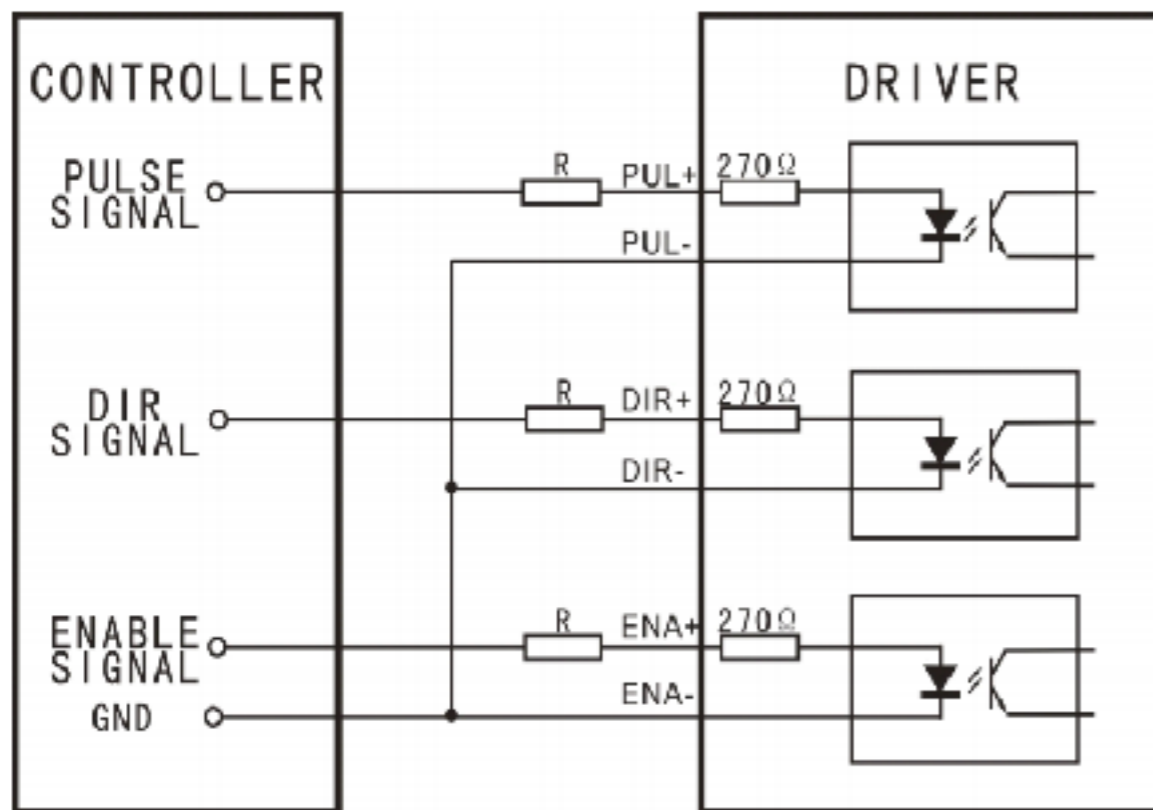 CONTROLLER
DRIVER
PULSE
SIGNAL
R
PUL+
270Ω
PUL-
DIR
SIGNAL
R
DIR+
270Ω
DIR-
ENABLE
SIGNAL
R
ENA+
270Ω
ENA-
GND